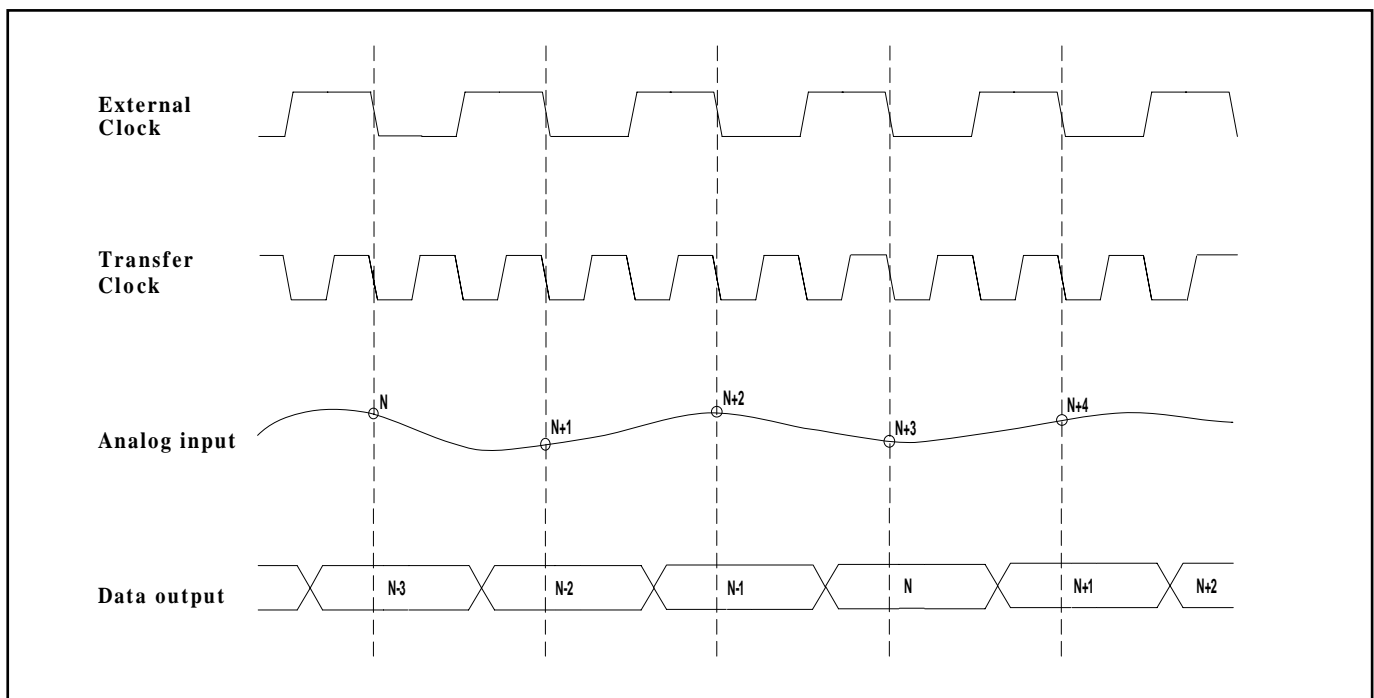 External
Clock
Transfer
Clock
Analog input
N
N+1
N+2
N+3
N+4
Data output
N-3
N-2
N-1
N
N+1
N+2